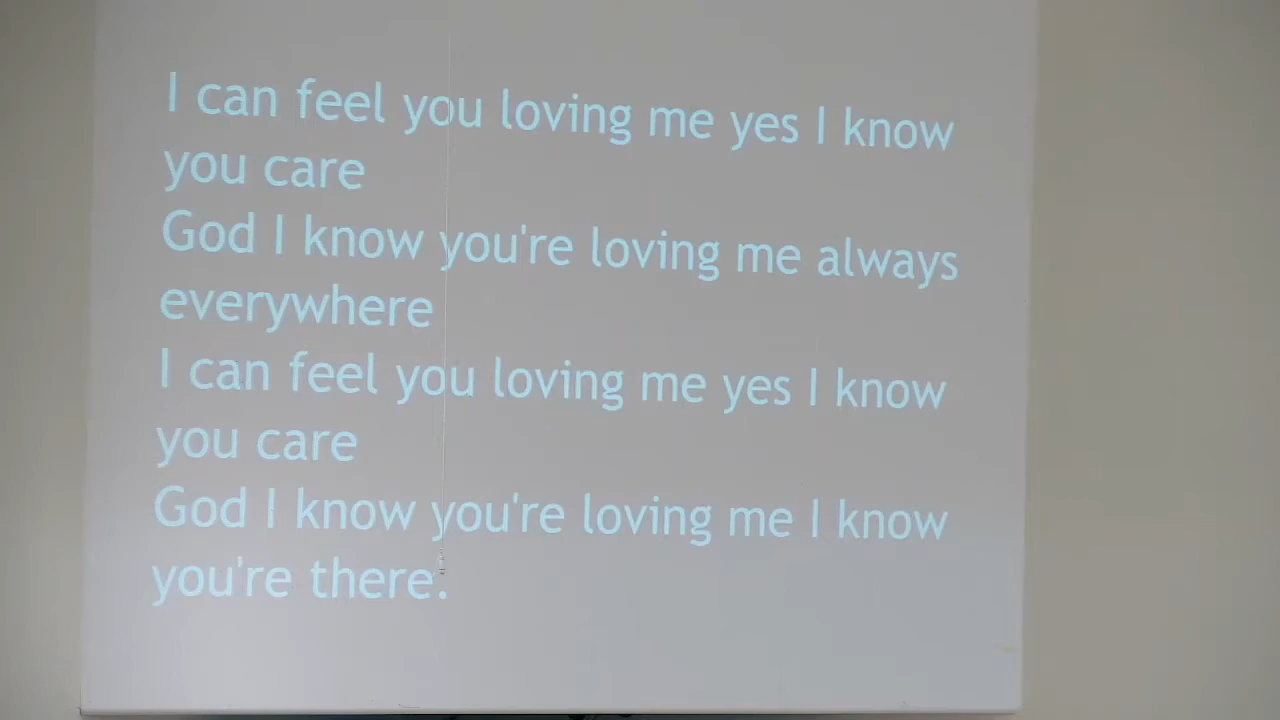 I can feel you loving me yes I know
you care
God I know you're loving me always
everywhere
I can feel you loving me yes I know
you care
God I know you're loving me I know
you're there.